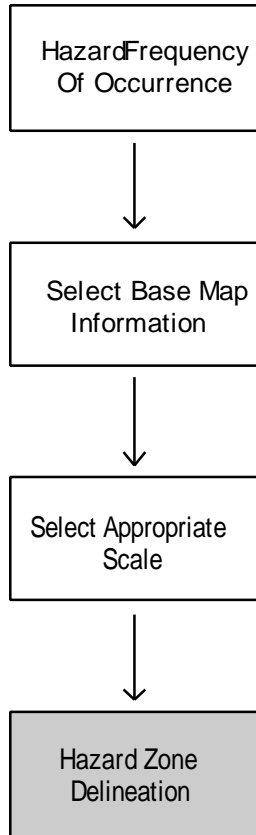 HazardFrequency
Of Occurrence
Select Base Map
Information
Select Appropriate
Scale
Hazard Zone
Delineation